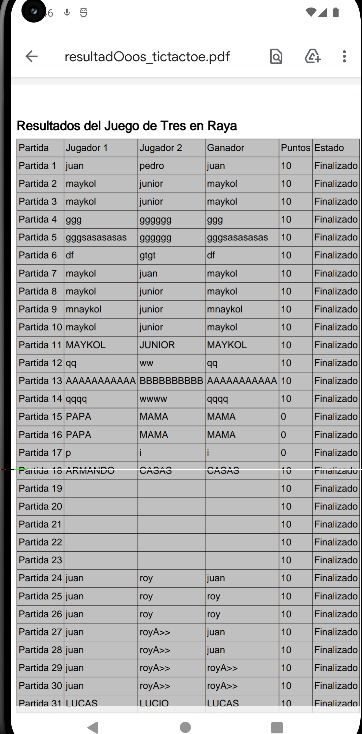 resultadOoos_tictactoe.pdf
Resultados del Juego de Tres en Raya
Partida Jugador 1 Jugador 2 Ganador Puntos Estado
Partida 1 juan pedro juan 10 Finalizado
Partida 2 maykol junior maykol 10 Finalizado
Partida 3 maykol junior maykol 10 Finalizado
Partida 4 ggg gggggg ggg 10 Finalizado
Partida 5 gggsasasasas gggggg gggsasasasas 10 Finalizado
Partida 6 df gtgt df 10 Finalizado
Partida 7 maykol juan maykol 10 Finalizado
Partida 8 maykol junior maykol 10 Finalizado
Partida 9 mnaykol junior mnaykol 10 Finalizado
Partida 10 maykol junior maykol 10 Finalizado
Partida 11 MAYKOL JUNIOR MAYKOL 10 Finalizado
Partida 12 qq ww qq 10 Finalizado
Partida 13 AAAAAAAAAAA BBBBBBBBBB AAAAAAAAAAA 10 Finalizado
Partida 14 qqqq wwww qqqq 10 Finalizado
Partida 15 PAPA MAMA MAMA 0 Finalizado
Partida 16 PAPA MAMA MAMA 0 Finalizado
Partida 17 p i i 0 Finalizado
Partida 18 ARMANDO CASAS CASAS 10 Finalizado
Partida 19 10 Finalizado
Partida 20 10 Finalizado
Partida 21 10 Finalizado
Partida 22 10 Finalizado
Partida 23 10 Finalizado
Partida 24 juan roy juan 10 Finalizado
Partida 25 juan roy roy 10 Finalizado
Partida 26 juan roy roy 10 Finalizado
Partida 27 juan royA>> juan 10 Finalizado
Partida 28 juan royA>> juan 10 Finalizado
Partida 29 juan royA>> royA>> 10 Finalizado
Partida 30 juan royA>> royA>> 10 Finalizado
Partida 31 LUCAS LUCIO LUCAS 10 Finalizado